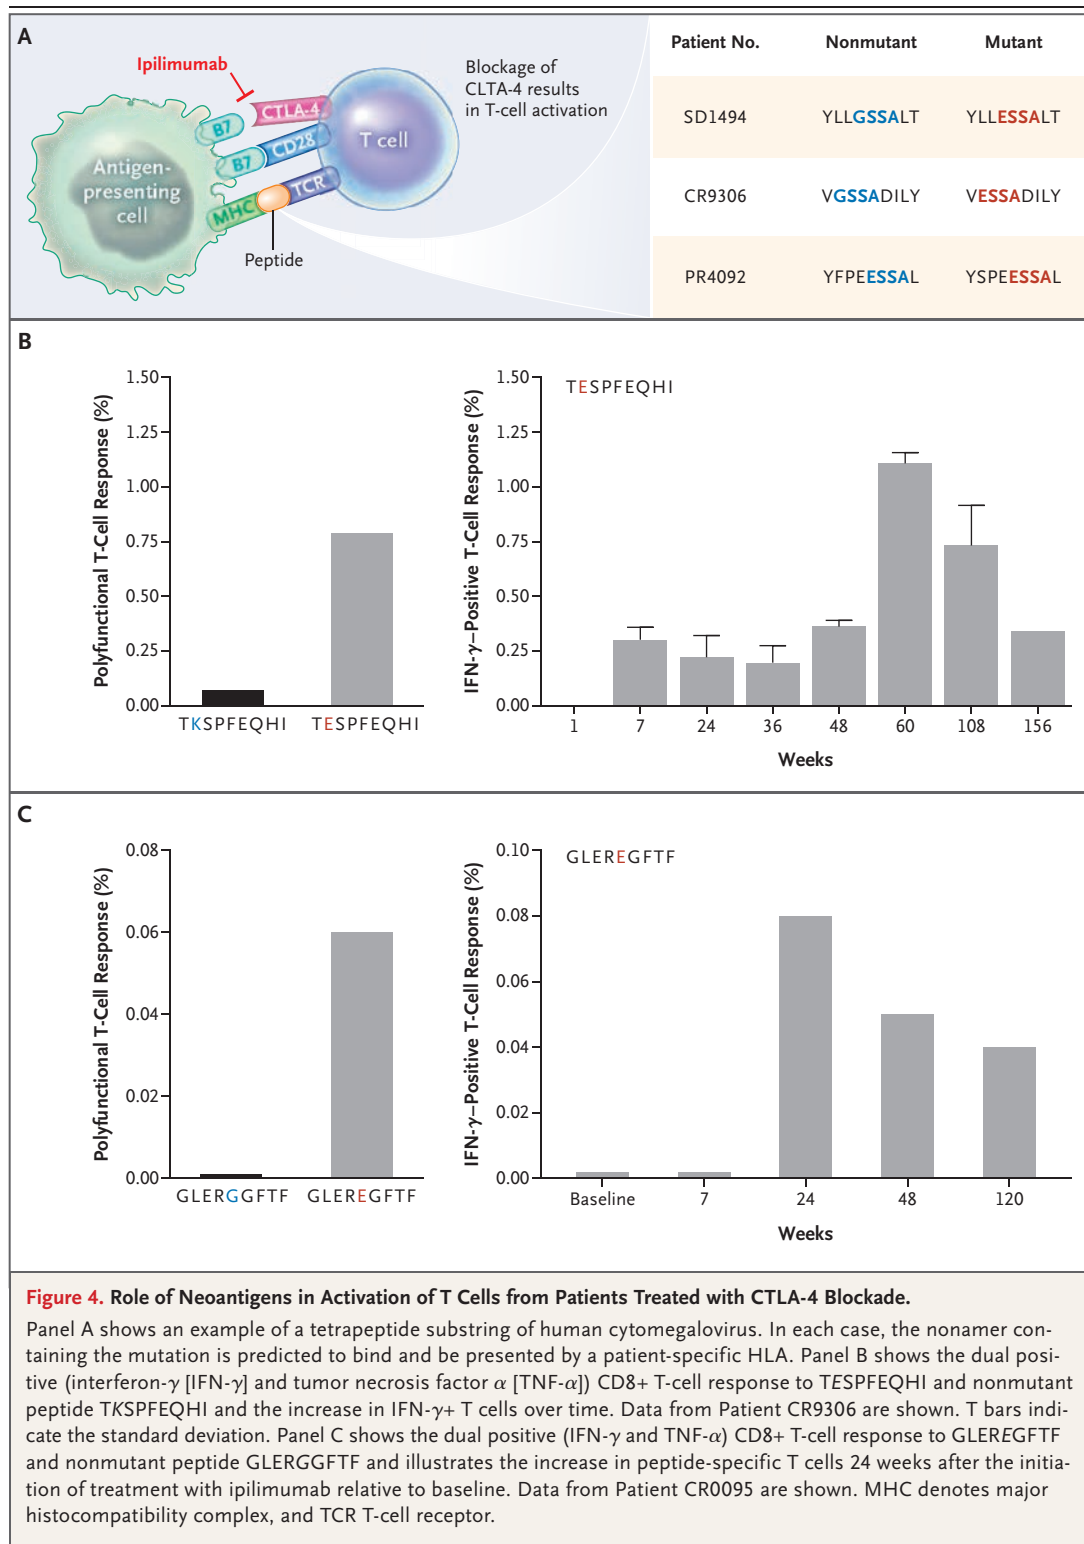 A
Ipilimumab
CTLA-4
B7
CD28
B7
TCR
MHC
T cell
Antigen-
presenting
cell
Peptide
Blockage of
CLTA-4 results
in T-cell activation
Patient No. Nonmutant Mutant
SD1494 YLLGSSALT YLLESSALT
CR9306 VGSSADILY VESSADILY
PR4092 YFPEESSAL YSPEESSAL
B
Polyfunctional T-Cell Response (%)
1.50
1.25
1.00
0.75
0.50
0.25
0.00
TKSPFEQHI TESPFEQHI
IFN-γ–Positive T-Cell Response (%)
1.50
1.25
1.00
0.75
0.50
0.25
0.00
TESPFEQHI
1 7 24 36 48 60 108 156
Weeks
C
Polyfunctional T-Cell Response (%)
0.08
0.06
0.04
0.02
0.00
GLERGGFTF GLEREGFTF
IFN-γ–Positive T-Cell Response (%)
0.10
0.08
0.06
0.04
0.02
0.00
GLEREGFTF
Baseline 7 24 48 120
Weeks
Figure 4. Role of Neoantigens in Activation of T Cells from Patients Treated with CTLA-4 Blockade.
Panel A shows an example of a tetrapeptide substring of human cytomegalovirus. In each case, the nonamer con-
taining the mutation is predicted to bind and be presented by a patient-specific HLA. Panel B shows the dual posi-
tive (interferon-γ [IFN-γ] and tumor necrosis factor α [TNF-α]) CD8+ T-cell response to TESPFEQHI and nonmutant
peptide TKSPFEQHI and the increase in IFN-γ+ T cells over time. Data from Patient CR9306 are shown. T bars indi-
cate the standard deviation. Panel C shows the dual positive (IFN-γ and TNF-α) CD8+ T-cell response to GLEREGFTF
and nonmutant peptide GLERGGFTF and illustrates the increase in peptide-specific T cells 24 weeks after the initia-
tion of treatment with ipilimumab relative to baseline. Data from Patient CR0095 are shown. MHC denotes major
histocompatibility complex, and TCR T-cell receptor.